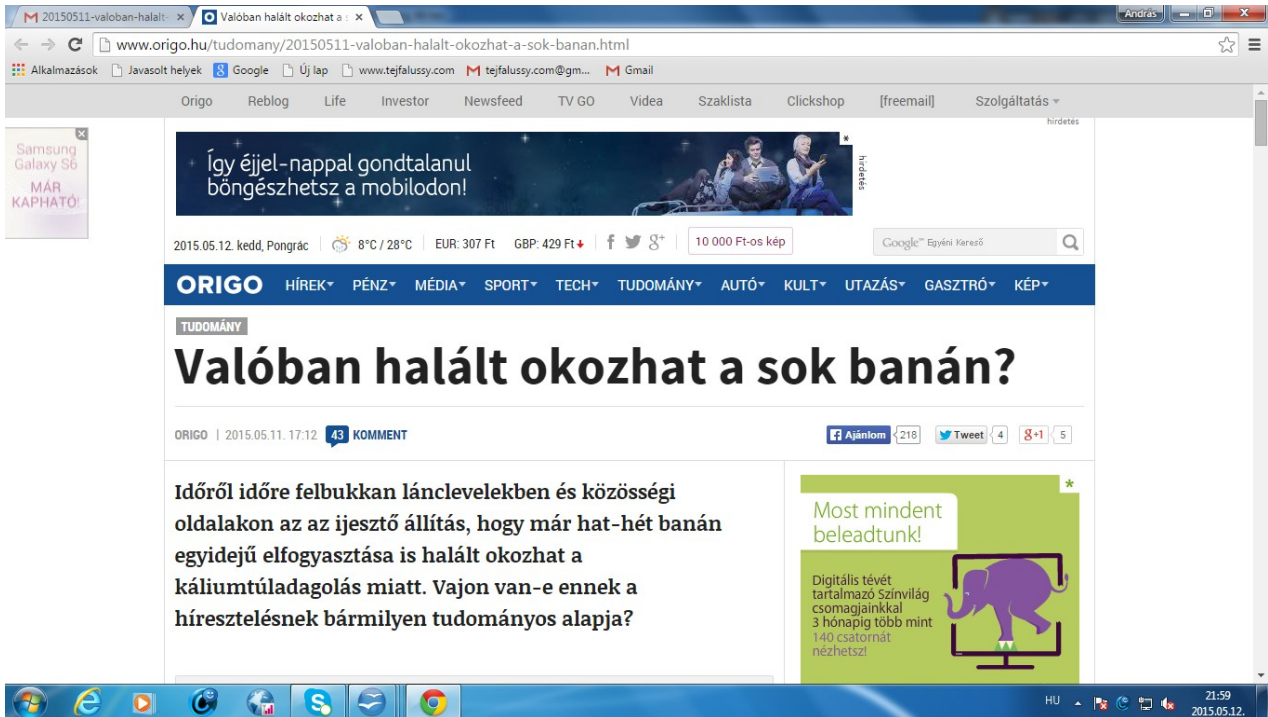 20150511-valoban-halalt-
Valóban halált okozhat a s
András
www.origo.hu/tudomany/20150511-valoban-halalt-okozhat-a-sok-banan.html
Alkalmazások Javasolt helyek Google Új lap www.tejfalussy.com tejfalussy.com@gm... Gmail
Origo Reblog Life Investor Newsfeed TV GO Videa Szaklista Clickshop [freemail] Szolgáltatás
hirdetés
Samsung
Galaxy S6
MÁR
KAPHATÓ!
Így éjjel-nappal gondtalanul
böngészhetsz a mobilodon!
hirdetés
2015.05.12. kedd, Pongrác 8°C / 28°C EUR: 307 Ft GBP: 429 Ft 10 000 Ft-os kép Google™ Egyéni Kereső
ORIGO HÍREK PÉNZ MÉDIA SPORT TECH TUDOMÁNY AUTÓ KULT UTAZÁS GASZTRÓ KÉP
TUDOMÁNY
Valóban halált okozhat a sok banán?
ORIGO | 2015.05.11. 17:12 43 KOMMENT
Ajánlom 218 Tweet 4 +1 5
Időről időre felbukkan lánclevelekben és közösségi
oldalakon az az ijesztő állítás, hogy már hat-hét banán
egyidejű elfogyasztása is halált okozhat a
káliumtúladagolás miatt. Vajon van-e ennek a
híresztelésnek bármilyen tudományos alapja?
Most mindent
beleadtunk!
Digitális tévét
tartalmazó Színvilág
csomagjainkkal
3 hónapig több mint
140 csatornát
nézhetsz!
HU
21:59
2015.05.12.